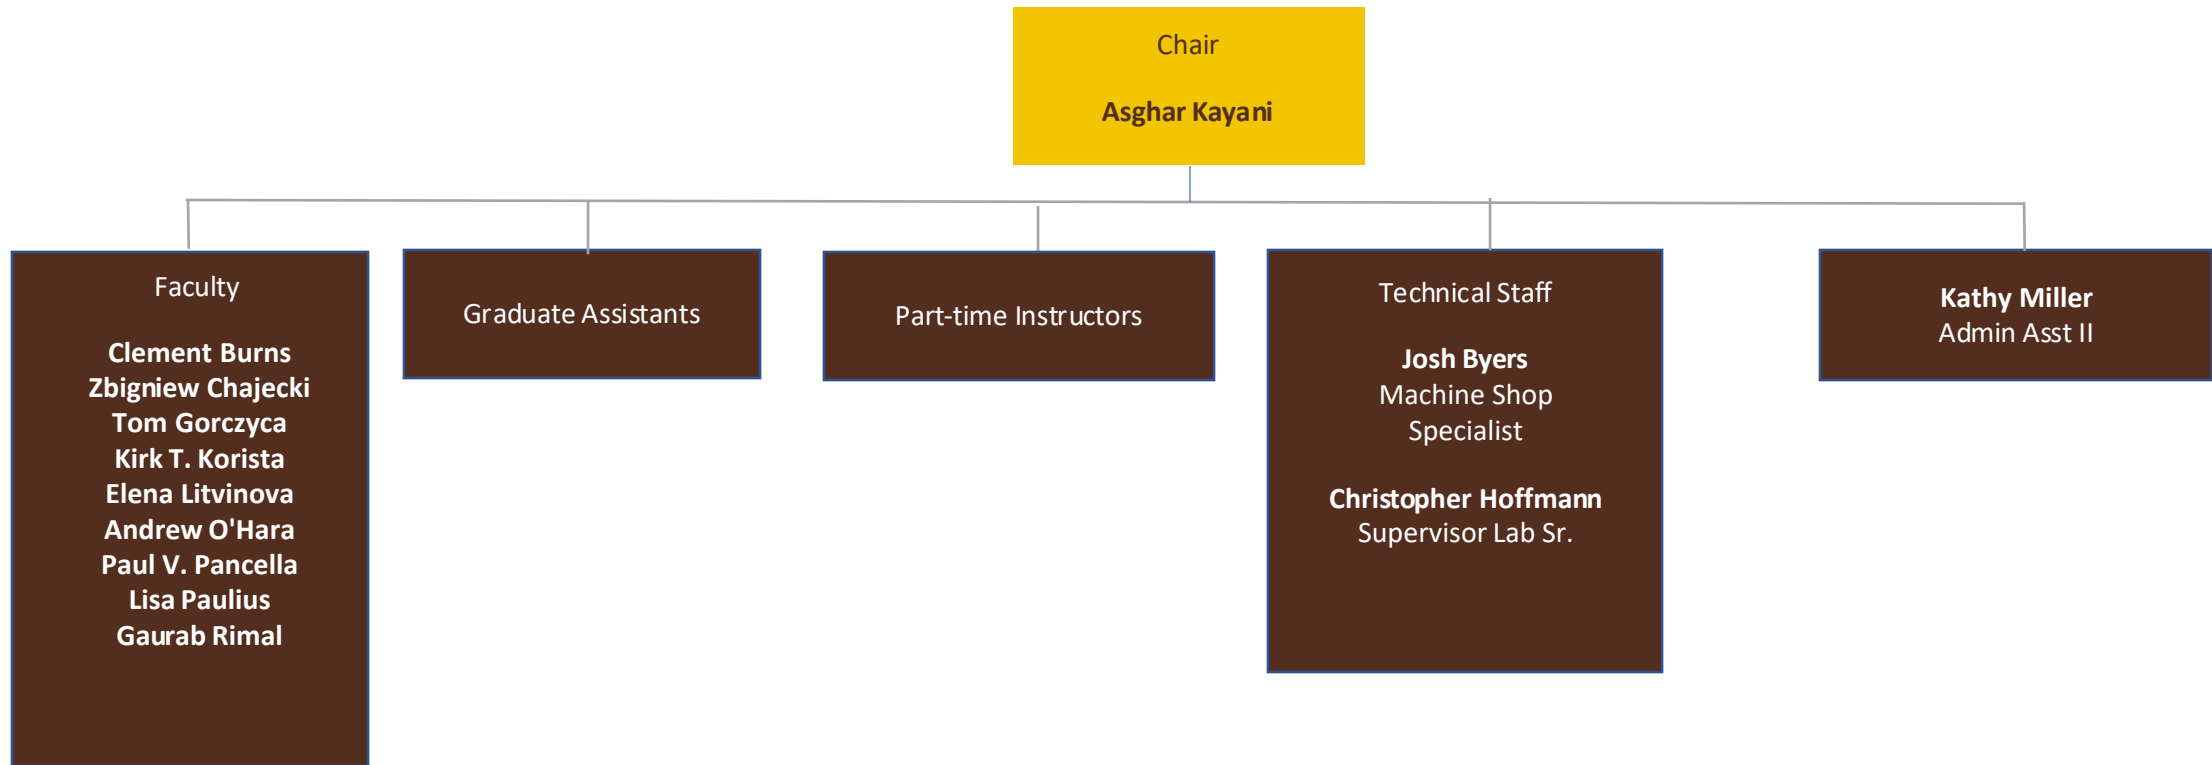 Chair
Asghar Kayani
Faculty
Clement Burns
Zbigniew Chajecki
Tom Gorczyca
Kirk T. Korista
Elena Litvinova
Andrew O'Hara
Paul V. Pancella
Lisa Paulius
Gaurab Rimal
Graduate Assistants
Part-time Instructors
Technical Staff
Josh Byers
Machine Shop
Specialist
Christopher Hoffmann
Supervisor Lab Sr.
Kathy Miller
Admin Asst II